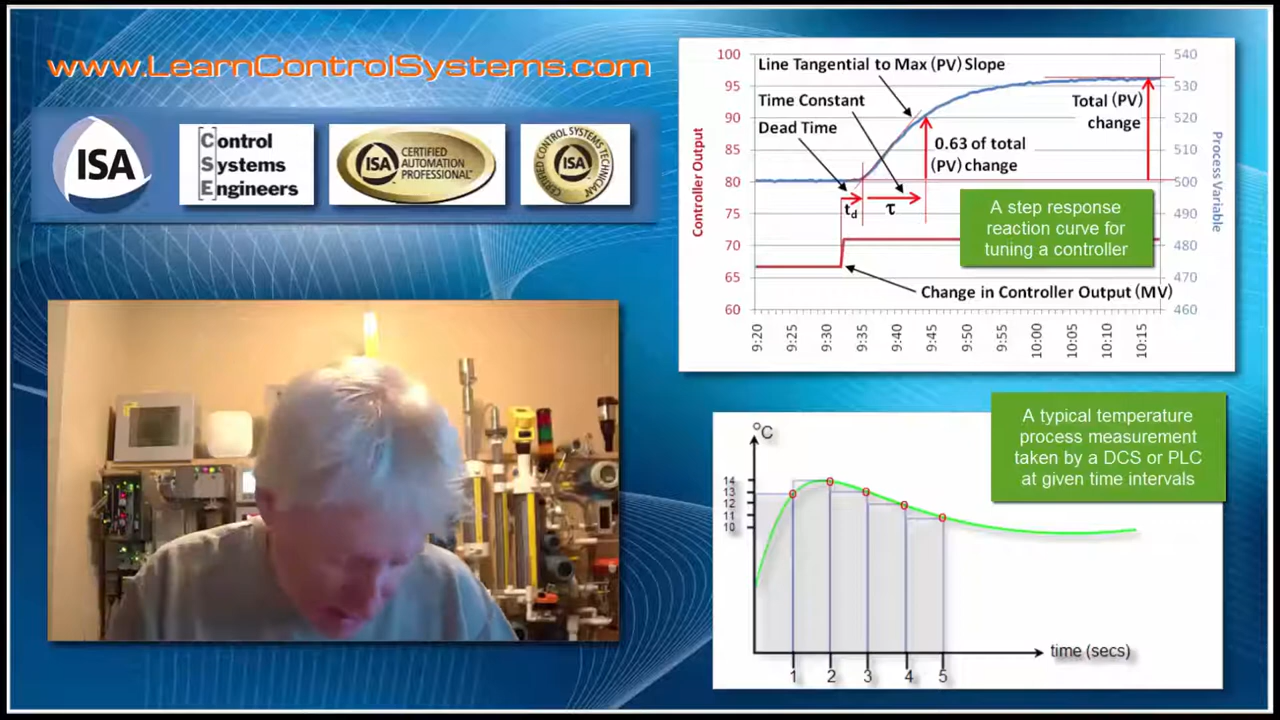 www.LearnControlSystems.com
ISA
[C]ontrol
[S]ystems
[E]ngineers
ISA
CERTIFIED
AUTOMATION
PROFESSIONAL®
CERTIFIED CONTROL SYSTEMS TECHNICIAN
ISA
100
95
90
85
80
75
70
65
60
Controller Output
540
530
520
510
500
490
480
470
460
Process Variable
Line Tangential to Max (PV) Slope
Time Constant
Dead Time
0.63 of total
(PV) change
Total (PV)
change
td
τ
A step response
reaction curve for
tuning a controller
Change in Controller Output (MV)
9:20
9:25
9:30
9:35
9:40
9:45
9:50
9:55
10:00
10:05
10:10
10:15
A typical temperature
process measurement
taken by a DCS or PLC
at given time intervals
°C
14
13
12
11
10
time (secs)
1
2
3
4
5